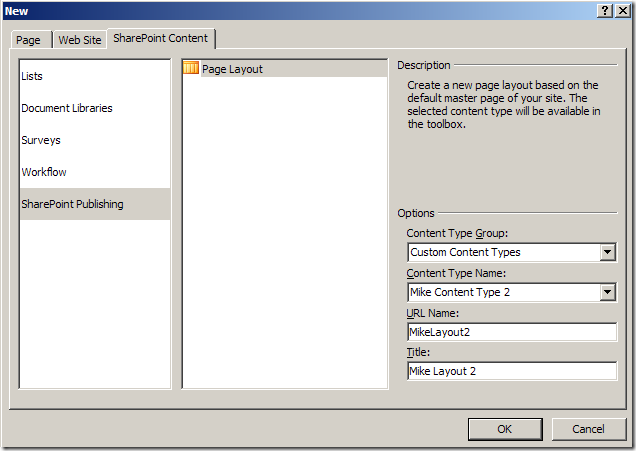 New
Page
Web Site
SharePoint Content
Lists
Document Libraries
Surveys
Workflow
SharePoint Publishing
Page Layout
Description
Create a new page layout based on the
default master page of your site. The
selected content type will be available in
the toolbox.
Options
Content Type Group:
Custom Content Types
Content Type Name:
Mike Content Type 2
URL Name:
MikeLayout2
Title:
Mike Layout 2
OK
Cancel